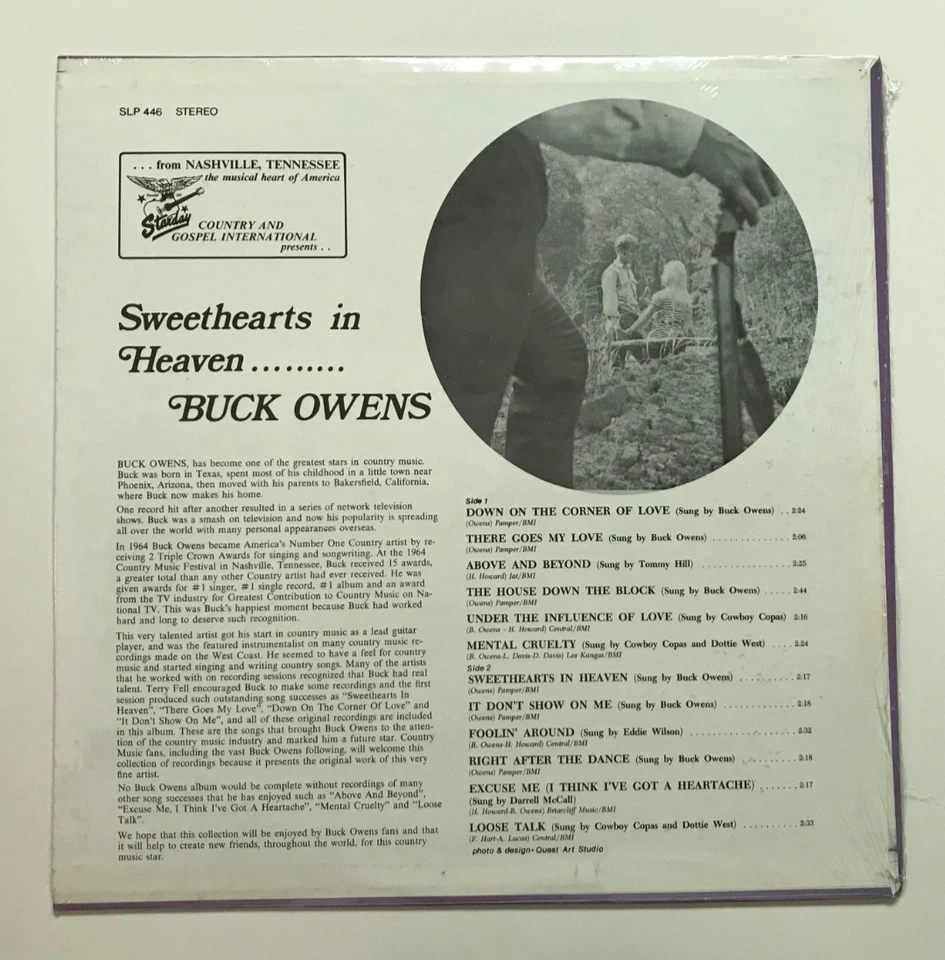 SLP 446 STEREO
. . . from NASHVILLE, TENNESSEE
the musical heart of America
Starday
COUNTRY AND
GOSPEL INTERNATIONAL
presents . .
Sweethearts in
Heaven.........
BUCK OWENS
BUCK OWENS, has become one of the greatest stars in country music.
Buck was born in Texas, spent most of his childhood in a little town near
Phoenix, Arizona, then moved with his parents to Bakersfield, California,
where Buck now makes his home.
One record hit after another resulted in a series of network television
shows. Buck was a smash on television and now his popularity is spreading
all over the world with many personal appearances overseas.
In 1964 Buck Owens became America's Number One Country artist by re-
ceiving 2 Triple Crown Awards for singing and songwriting. At the 1964
Country Music Festival in Nashville, Tennessee, Buck received 15 awards,
a greater total than any other Country artist had ever received. He was
given awards for #1 singer, #1 single record, #1 album and an award
from the TV industry for Greatest Contribution to Country Music on Na-
tional TV. This was Buck's happiest moment because Buck had worked
hard and long to deserve such recognition.
This very talented artist got his start in country music as a lead guitar
player, and was the featured instrumentalist on many country music re-
cordings made on the West Coast. He seemed to have a feel for country
music and started singing and writing country songs. Many of the artists
that he worked with on recording sessions recognized that Buck had real
talent. Terry Fell encouraged Buck to make some recordings and the first
session produced such outstanding song successes as "Sweethearts In
Heaven", "There Goes My Love", "Down On The Corner Of Love" and
"It Don't Show On Me", and all of these original recordings are included
in this album. These are the songs that brought Buck Owens to the atten-
tion of the country music industry and marked him a future star. Country
Music fans, including the vast Buck Owens following, will welcome this
collection of recordings because it presents the original work of this very
fine artist.
No Buck Owens album would be complete without recordings of many
other song successes that he has enjoyed such as "Above And Beyond",
"Excuse Me, I Think I've Got A Heartache", "Mental Cruelty" and "Loose
Talk".
We hope that this collection will be enjoyed by Buck Owens fans and that
it will help to create new friends, throughout the world, for this country
music star.
Side 1
DOWN ON THE CORNER OF LOVE (Sung by Buck Owens) . . 2:24
(Owens) Pamper/BMI
THERE GOES MY LOVE (Sung by Buck Owens) . . . . . . . . . . . . 2:06
(Owens) Pamper/BMI
ABOVE AND BEYOND (Sung by Tommy Hill) . . . . . . . . . . . . . 2:25
(H. Howard) Jat/BMI
THE HOUSE DOWN THE BLOCK (Sung by Buck Owens) . . . . . 2:44
(Owens) Pamper/BMI
UNDER THE INFLUENCE OF LOVE (Sung by Cowboy Copas) 2:16
(B. Owens - H. Howard) Central/BMI
MENTAL CRUELTY (Sung by Cowboy Copas and Dottie West) . . . . 2:24
(B. Owens-L. Davis-D. Davis) Las Kangas/BMI
Side 2
SWEETHEARTS IN HEAVEN (Sung by Buck Owens) . . . . . . . . . 2:17
(Owens) Pamper/BMI
IT DON'T SHOW ON ME (Sung by Buck Owens) . . . . . . . . . . . . 2:18
(Owens) Pamper/BMI
FOOLIN' AROUND (Sung by Eddie Wilson) . . . . . . . . . . . . . . . 2:32
(B. Owens-H. Howard) Central/BMI
RIGHT AFTER THE DANCE (Sung by Buck Owens) . . . . . . . . . 2:18
(Owens) Pamper/BMI
EXCUSE ME (I THINK I'VE GOT A HEARTACHE) . . . . . . 2:17
(Sung by Darrell McCall)
(H. Howard-B. Owens) Briarcliff Music/BMI
LOOSE TALK (Sung by Cowboy Copas and Dottie West) . . . . . . . . . . 2:33
(F. Hart-A. Lucas) Central/BMI
photo & design-Quest Art Studio